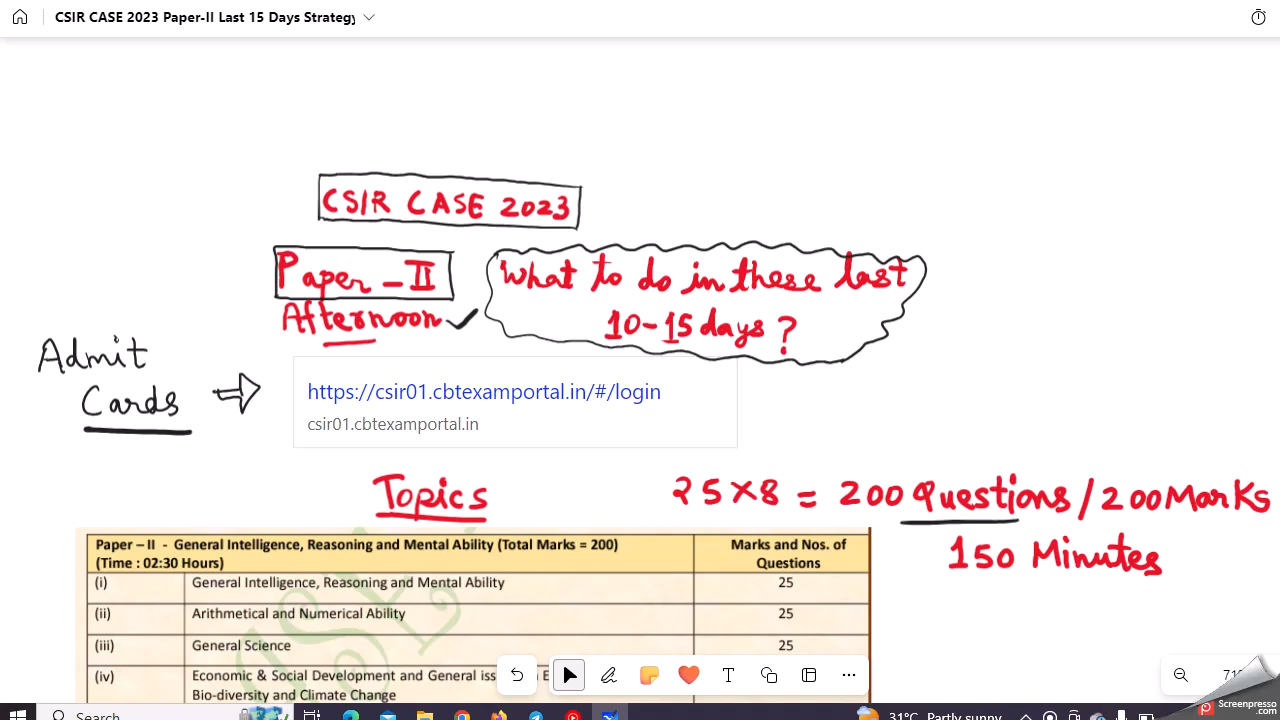 CSIR CASE 2023 Paper-II Last 15 Days Strategy
CSIR CASE 2023
Paper-II
Afternoon
What to do in these last
10-15 days?
Admit
Cards
https://csir01.cbtexamportal.in/#/login
csir01.cbtexamportal.in
Topics
25×8 = 200 Questions/200 Marks
150 Minutes
Paper – II - General Intelligence, Reasoning and Mental Ability (Total Marks = 200)
(Time : 02:30 Hours)
Marks and Nos. of
Questions
(i) General Intelligence, Reasoning and Mental Ability 25
(ii) Arithmetical and Numerical Ability 25
(iii) General Science 25
(iv) Economic & Social Development and General
Bio-diversity and Climate Change
T
Search
31°C Partly sunny
Screenpresso
.com